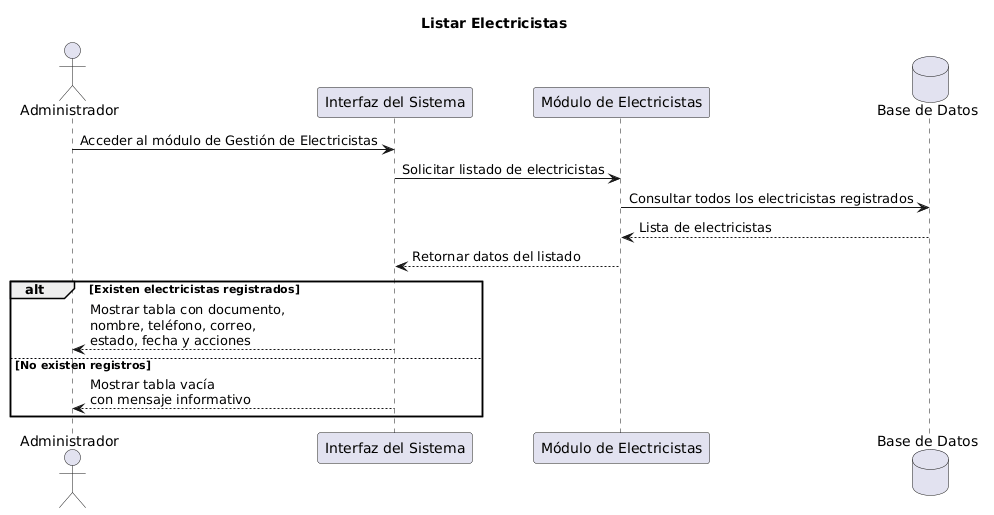 Listar Electricistas
Administrador
Interfaz del Sistema
Módulo de Electricistas
Base de Datos
Acceder al módulo de Gestión de Electricistas
Solicitar listado de electricistas
Consultar todos los electricistas registrados
Lista de electricistas
Retornar datos del listado
alt
[Existen electricistas registrados]
Mostrar tabla con documento,
nombre, teléfono, correo,
estado, fecha y acciones
[No existen registros]
Mostrar tabla vacía
con mensaje informativo
Administrador
Interfaz del Sistema
Módulo de Electricistas
Base de Datos